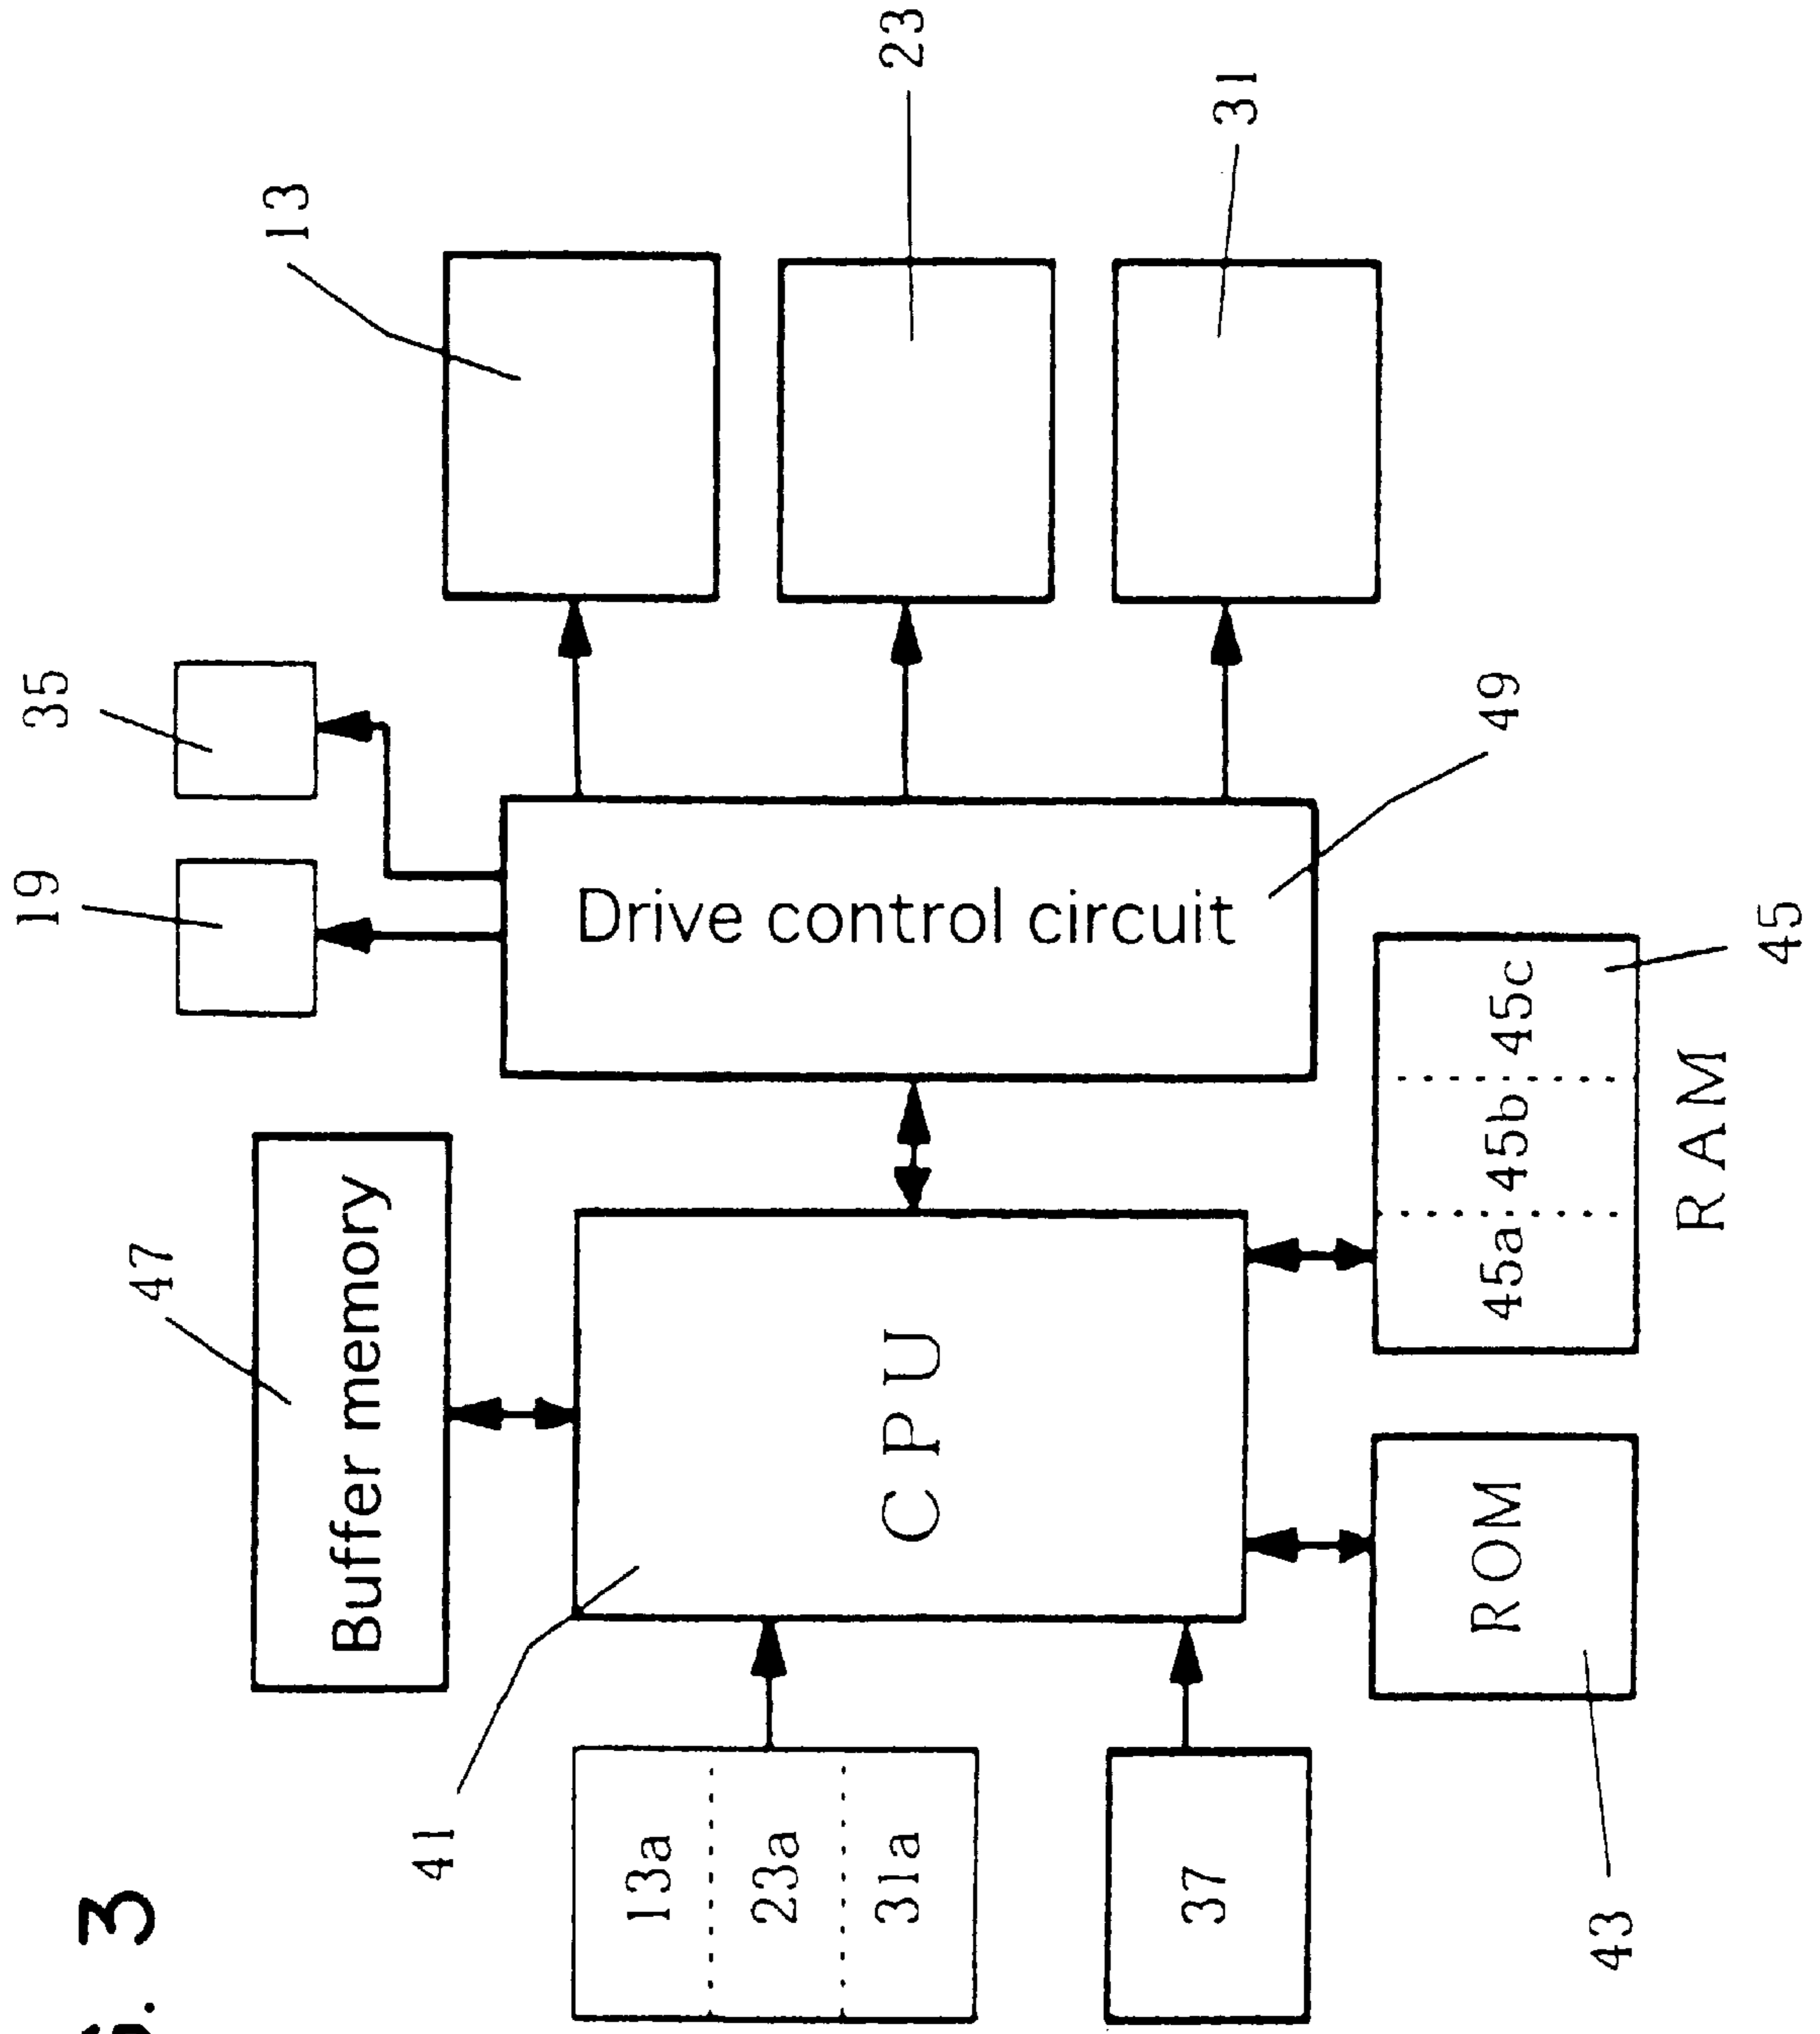 . 3
19
35
47
13
Buffer memory
41
13a
23a
31a
CPU
Drive control circuit
23
37
31
ROM
45a 45b 45c
49
43
RAM
45